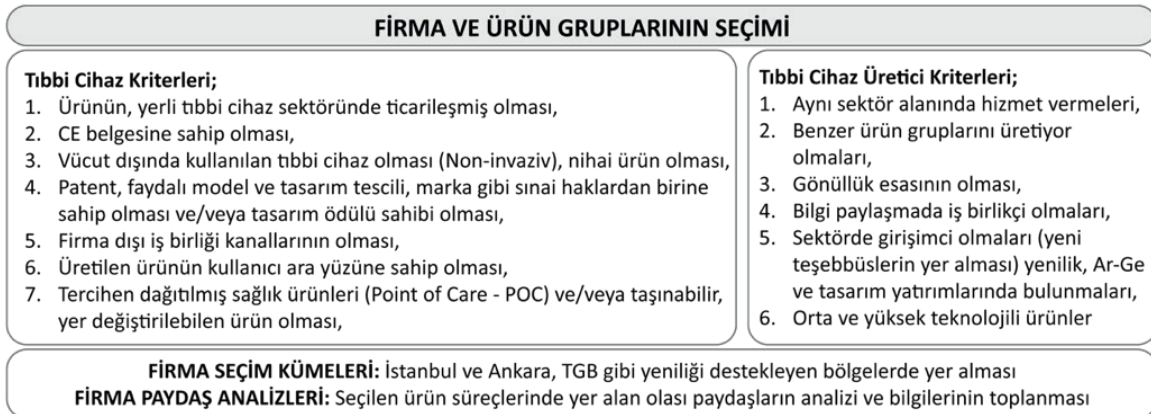 FİRMA VE ÜRÜN GRUPLARININ SEÇİMİ
Tıbbi Cihaz Kriterleri;
1. Ürünün, yerli tıbbi cihaz sektöründe ticarileşmiş olması,
2. CE belgesine sahip olması,
3. Vücut dışında kullanılan tıbbi cihaz olması (Non-invaziv), nihai ürün olması,
4. Patent, faydalı model ve tasarım tescili, marka gibi sınai haklardan birine
sahip olması ve/veya tasarım ödülü sahibi olması,
5. Firma dışı iş birliği kanallarının olması,
6. Üretilen ürünün kullanıcı ara yüzüne sahip olması,
7. Tercihen dağıtılmış sağlık ürünleri (Point of Care - POC) ve/veya taşınabilir,
yer değiştirilebilen ürün olması,
Tıbbi Cihaz Üretici Kriterleri;
1. Aynı sektör alanında hizmet vermeleri,
2. Benzer ürün gruplarını üretiyor
olmaları,
3. Gönüllük esasının olması,
4. Bilgi paylaşmada iş birlikçi olmaları,
5. Sektörde girişimci olmaları (yeni
teşebbüslerin yer alması) yenilik, Ar-Ge
ve tasarım yatırımlarında bulunmaları,
6. Orta ve yüksek teknolojili ürünler
FİRMA SEÇİM KÜMELERİ: İstanbul ve Ankara, TGB gibi yeniliği destekleyen bölgelerde yer alması
FİRMA PAYDAŞ ANALİZLERİ: Seçilen ürün süreçlerinde yer alan olası paydaşların analizi ve bilgilerinin toplanması